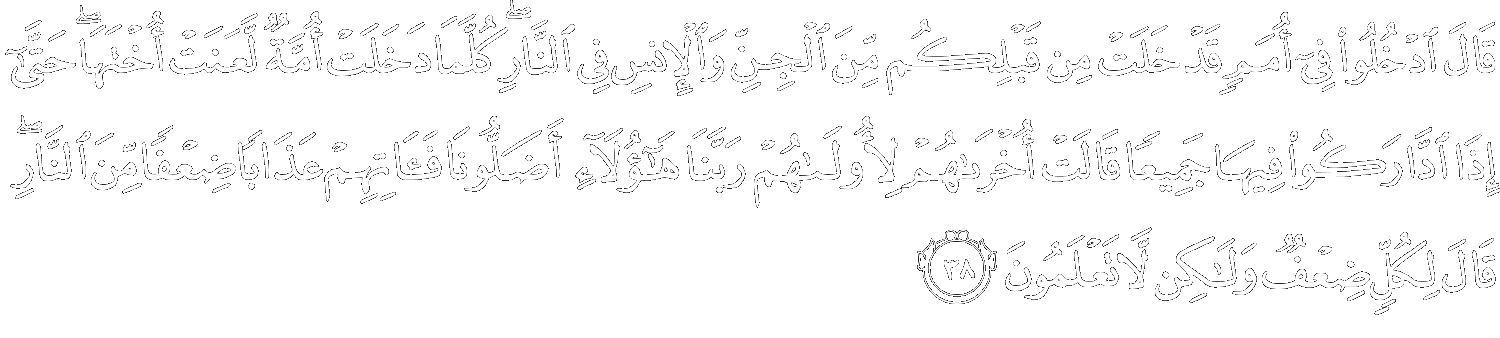 قَالَ ٱدْخُلُوا۟ فِىٓ أُمَمٍ قَدْ خَلَتْ مِن قَبْلِكُم مِّنَ ٱلْجِنِّ وَٱلْإِنسِ فِى ٱلنَّارِ ۖ كُلَّمَا دَخَلَتْ أُمَّةٌ لَّعَنَتْ أُخْتَهَا ۖ حَتَّىٰٓ
إِذَا ٱدَّارَكُوا۟ فِيهَا جَمِيعًا قَالَتْ أُخْرَىٰهُمْ لِأُولَىٰهُمْ رَبَّنَا هَٰٓؤُلَآءِ أَضَلُّونَا فَـَٔاتِهِمْ عَذَابًا ضِعْفًا مِّنَ ٱلنَّارِ ۖ
قَالَ لِكُلٍّ ضِعْفٌ وَلَٰكِن لَّا تَعْلَمُونَ ٣٨